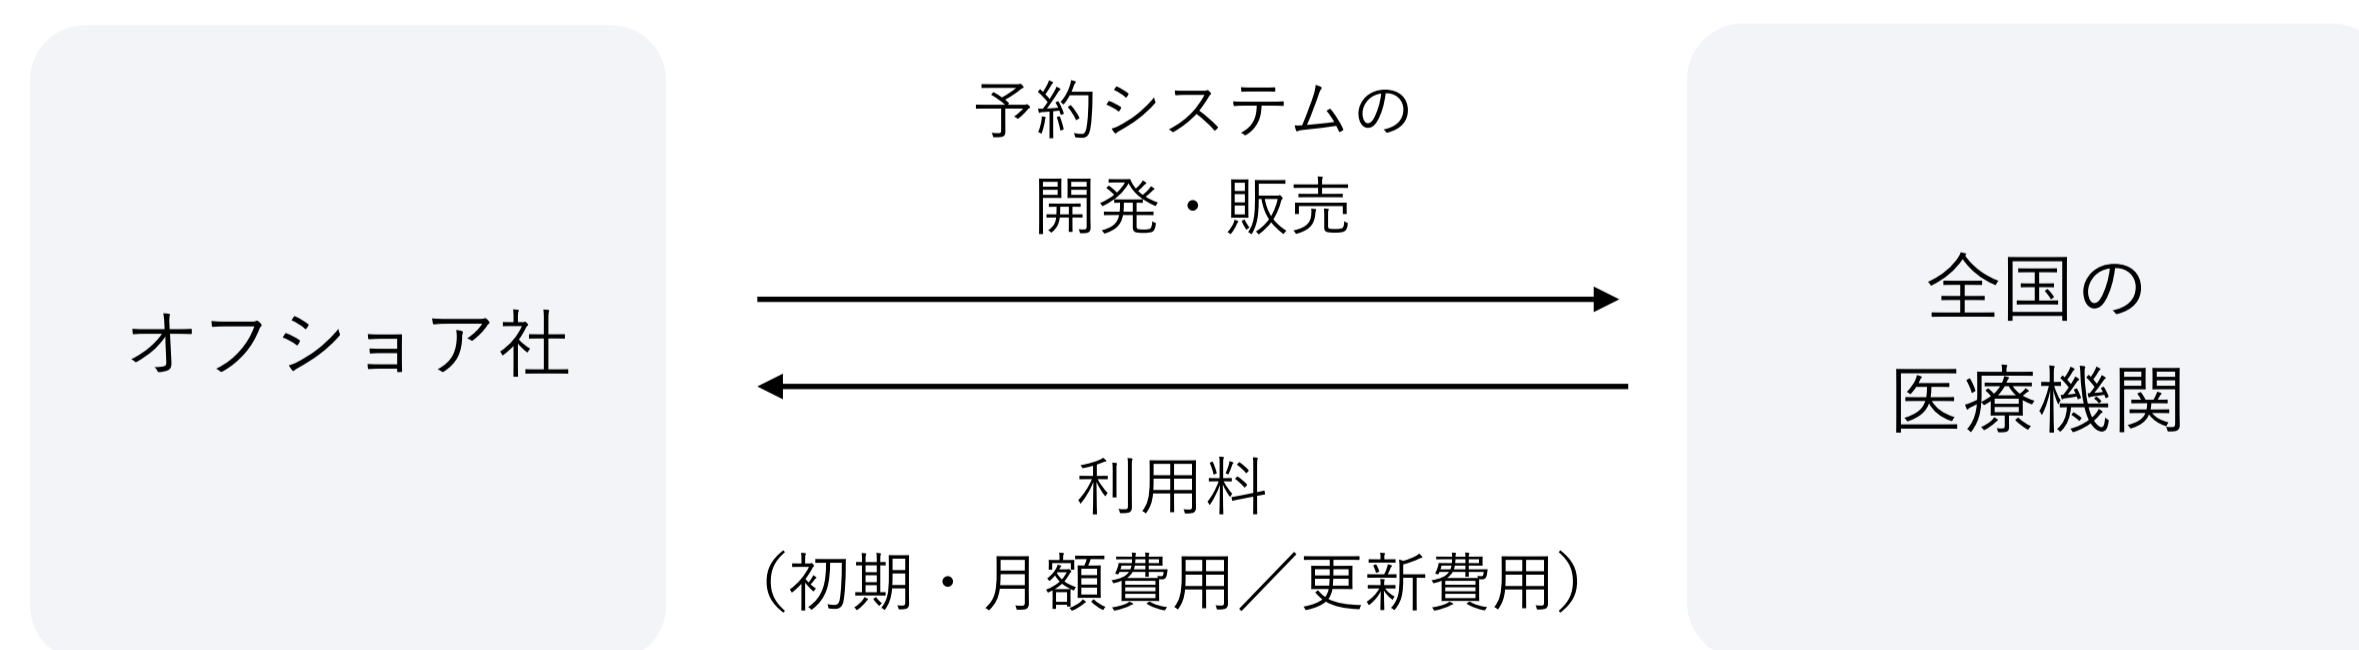 オフショア社
予約システムの
開発・販売
利用料
（初期・月額費用／更新費用）
全国の
医療機関